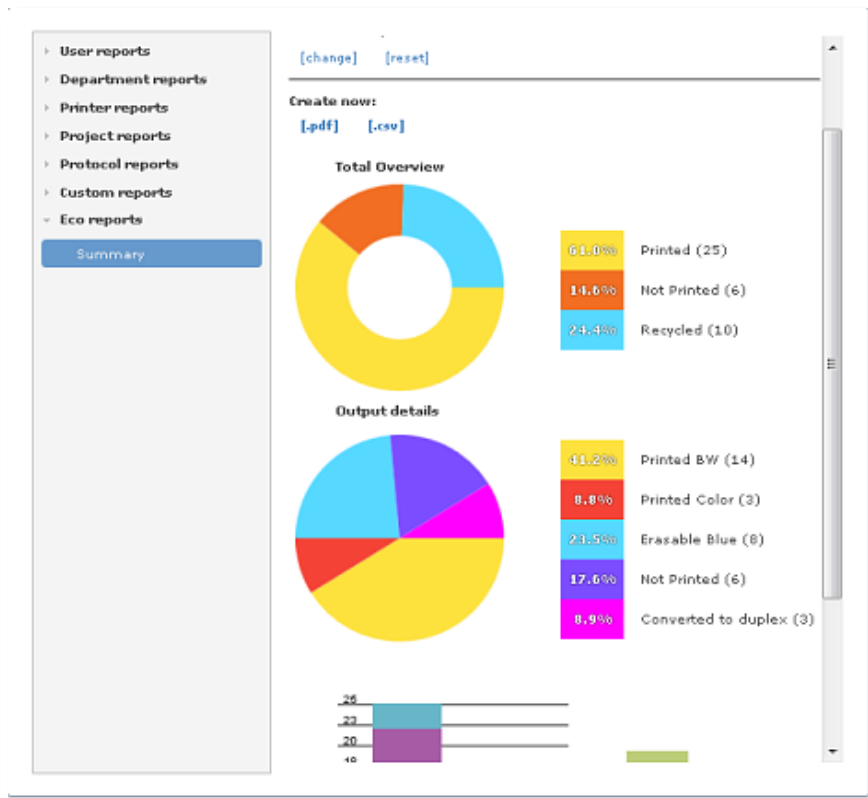 User reports
Department reports
Printer reports
Project reports
Protocol reports
Custom reports
Eco reports
Summary
[change] [reset]
Create now:
[.pdf] [.csv]
Total Overview
61.0% Printed (25)
14.6% Not Printed (6)
24.4% Recycled (10)
Output details
41.2% Printed BW (14)
8.8% Printed Color (3)
23.5% Erasable Blue (8)
17.6% Not Printed (6)
8.9% Converted to duplex (3)
23
20